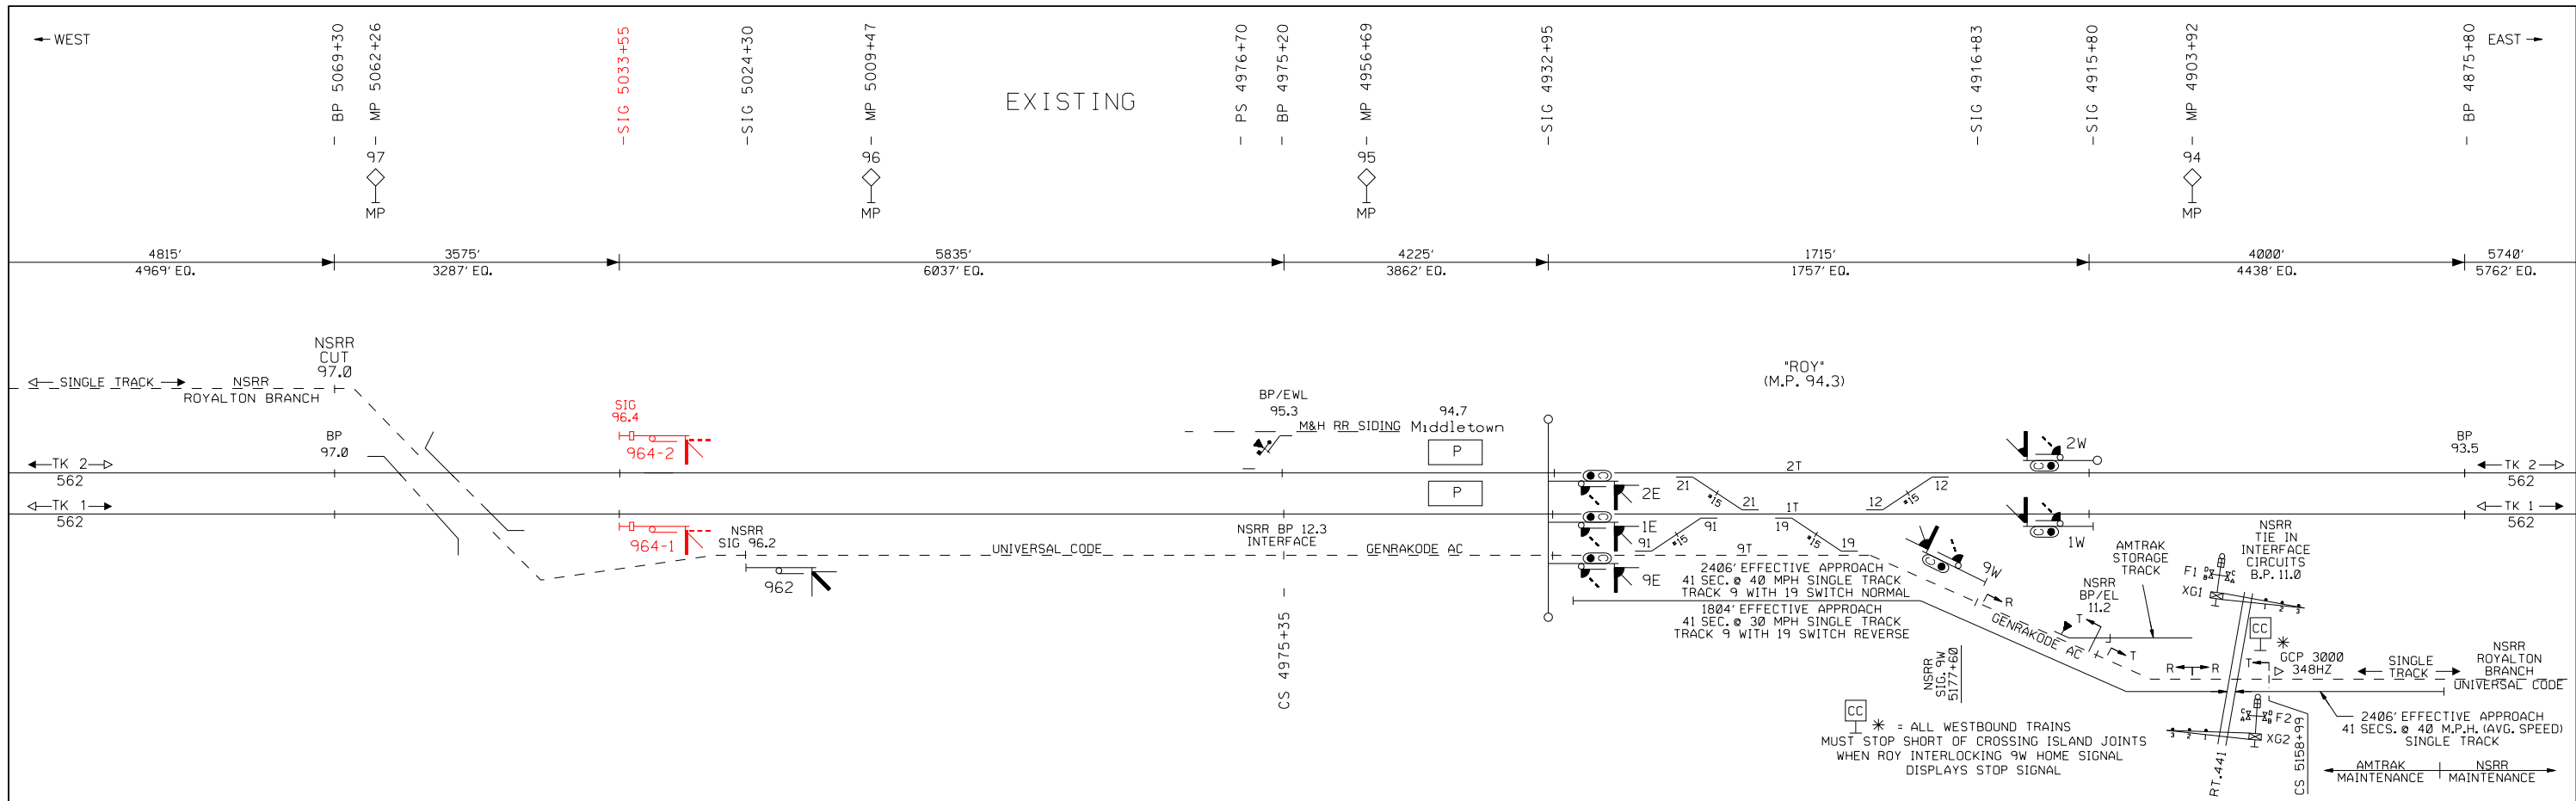 ← WEST
BP 5069+30
MP 5062+26
SIG 5033+55
SIG 5024+30
MP 5009+47
EXISTING
PS 4976+70
BP 4975+20
MP 4956+69
SIG 4932+95
SIG 4916+83
SIG 4915+80
MP 4903+92
BP 4875+80
EAST →
97
MP
96
MP
95
MP
94
MP
4815'
4969' EQ.
3575'
3287' EQ.
5835'
6037' EQ.
4225'
3862' EQ.
1715'
1757' EQ.
4000'
4438' EQ.
5740'
5762' EQ.
NSRR
CUT
97.0
SINGLE TRACK
NSRR
ROYALTON BRANCH
"ROY"
(M.P. 94.3)
BP
97.0
SIG
96.4
964-2
BP/EWL
95.3
M&H RR SIDING
94.7
Middletown
P
P
TK 2
562
TK 1
562
964-1
NSRR
SIG 96.2
962
UNIVERSAL CODE
NSRR BP 12.3
INTERFACE
GENRAKODE AC
CS 4975+35
2E
1E
9E
C
C
C
2T
1T
9T
21
#15
21
12
#15
12
91
#15
91
19
#15
19
2W
C
1W
C
9W
C
BP
93.5
TK 2
562
TK 1
562
2406' EFFECTIVE APPROACH
41 SEC. @ 40 MPH SINGLE TRACK
TRACK 9 WITH 19 SWITCH NORMAL
1804' EFFECTIVE APPROACH
41 SEC. @ 30 MPH SINGLE TRACK
TRACK 9 WITH 19 SWITCH REVERSE
R
GENRAKODE AC
NSRR
SIG. 9W
5177+60
AMTRAK
STORAGE
TRACK
NSRR
BP/EL
11.2
T
T
NSRR
TIE IN
INTERFACE
CIRCUITS
B.P. 11.0
F1
D
B
C
A
XG1
1
2
3
CC
*
GCP 3000
348HZ
R
R
T
SINGLE
TRACK
NSRR
ROYALTON
BRANCH
UNIVERSAL CODE
C
A
D
B
F2
XG2
3
2
1
RT.441
CS 5158+99
2406' EFFECTIVE APPROACH
41 SECS. @ 40 M.P.H. (AVG. SPEED)
SINGLE TRACK
AMTRAK
MAINTENANCE
NSRR
MAINTENANCE
CC
* = ALL WESTBOUND TRAINS
MUST STOP SHORT OF CROSSING ISLAND JOINTS
WHEN ROY INTERLOCKING 9W HOME SIGNAL
DISPLAYS STOP SIGNAL